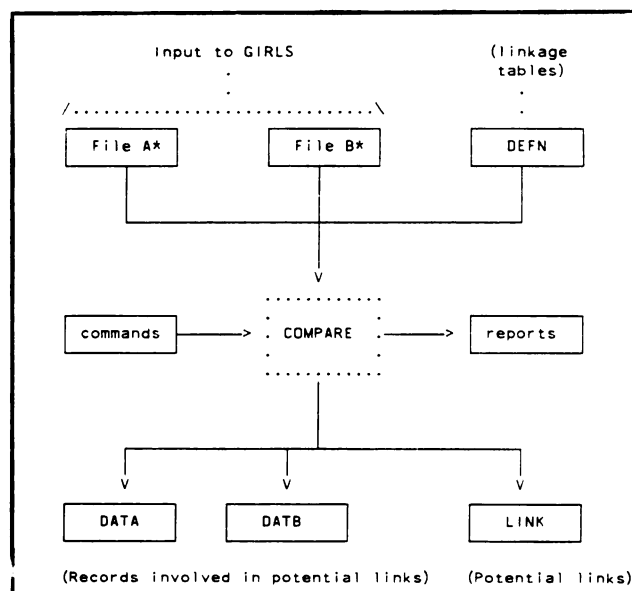 Input to GIRLS (linkage
tables)
File A* File B* DEFN
commands COMPARE reports
DATA DATB LINK
(Records involved in potential links) (Potential links)